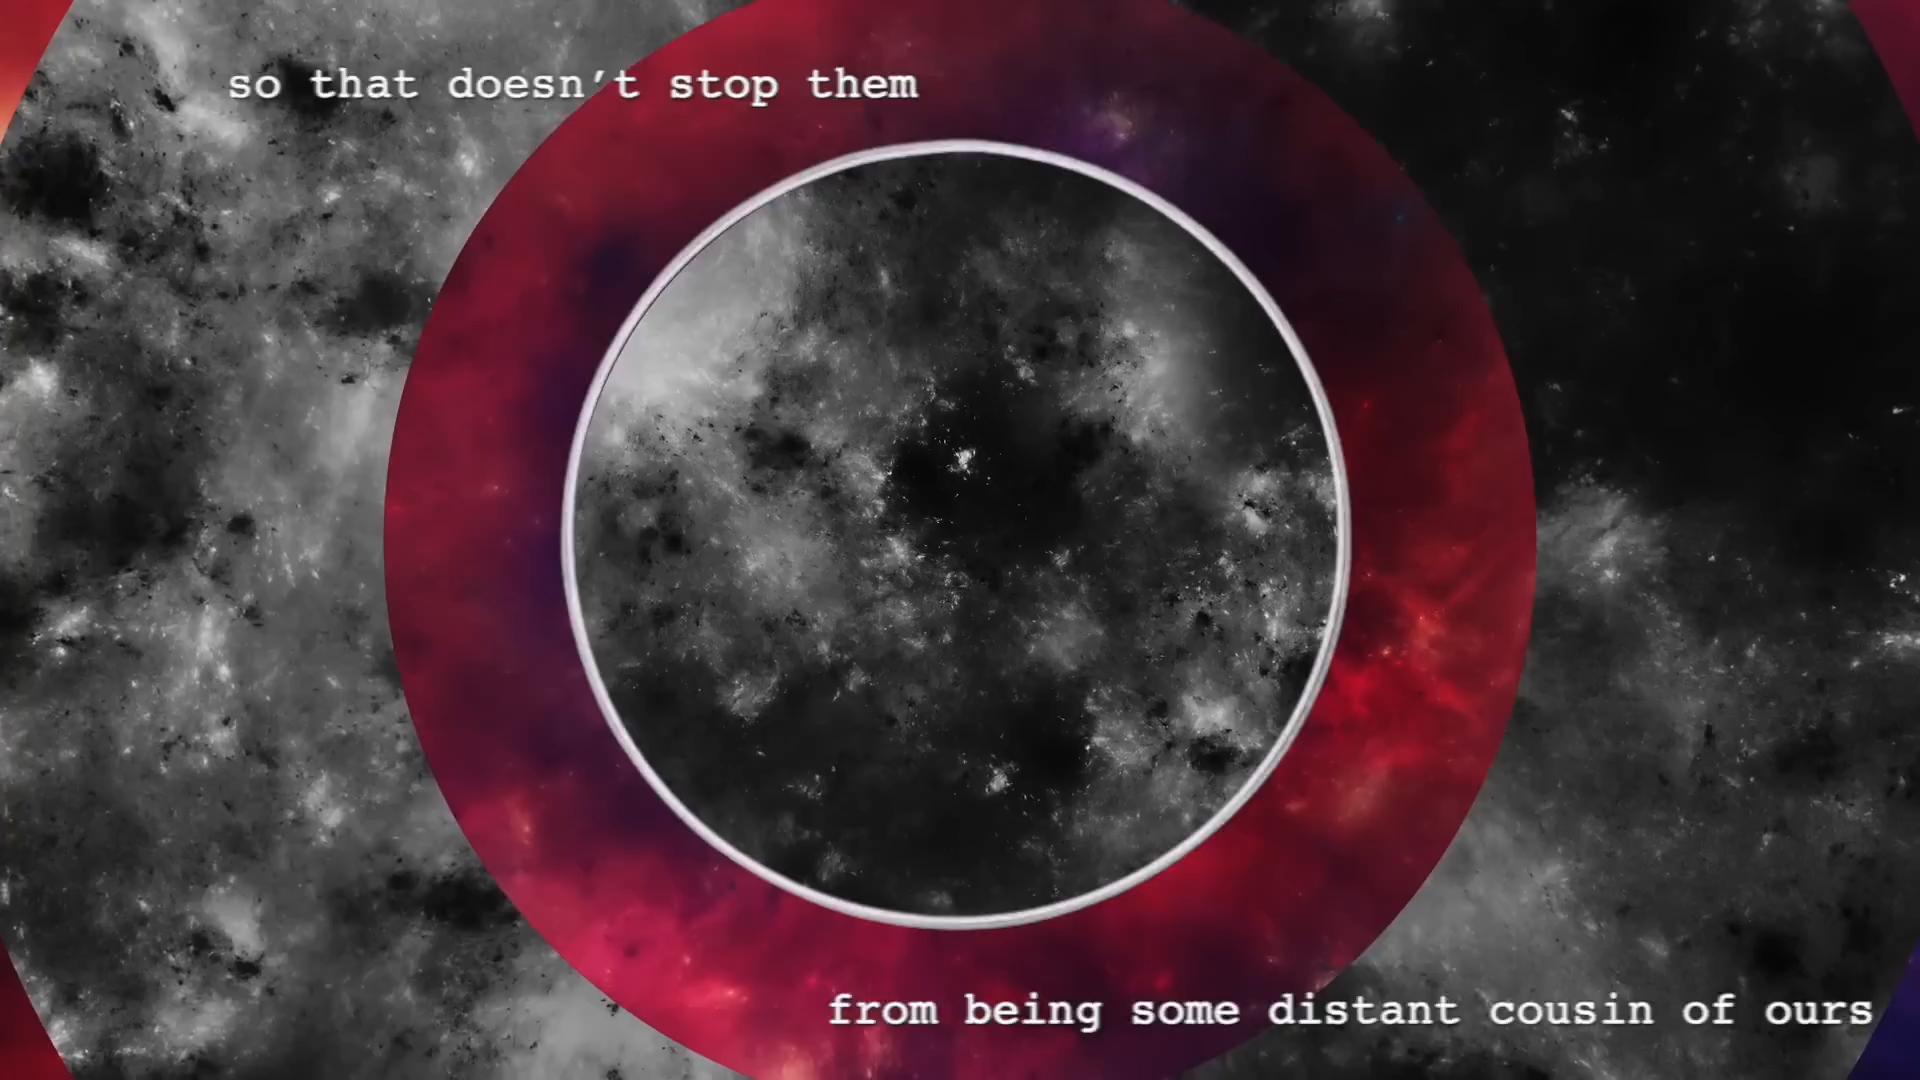 so that doesn’t stop them
from being some distant cousin of ours